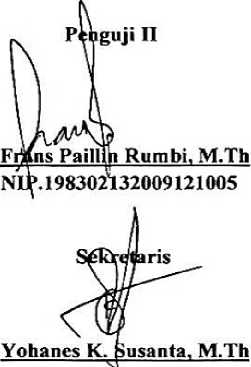 Penguji II
Frans Paillin Rumbi, M.Th
NIP.198302132009121005
Sekretaris
Yohanes K. Susanta, M.Th